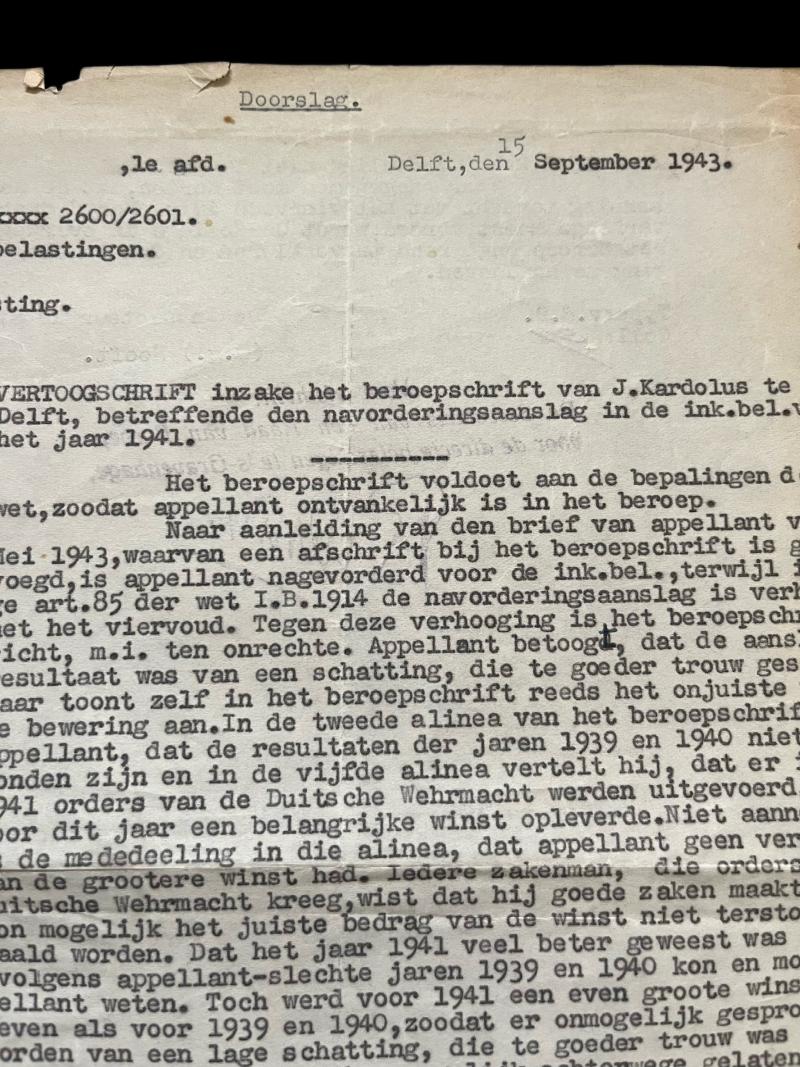 Doorslag.
,1e afd.
Delft,den 15 September 1943.
xxxx 2600/2601.
belastingen.
sting.
VERTOOGSCHRIFT inzake het beroepschrift van J.Kardolus te
Delft, betreffende den navorderingsaanslag in de ink.bel.v
het jaar 1941.
----------
Het beroepschrift voldoet aan de bepalingen d
wet,zoodat appellant ontvankelijk is in het beroep.
Naar aanleiding van den brief van appellant v
Mei 1943,waarvan een afschrift bij het beroepschrift is g
voegd,is appellant nagevorderd voor de ink.bel.,terwijl i
ge art.85 der wet I.B.1914 de navorderingsaanslag is verh
met het viervoud. Tegen deze verhooging is het beroepschr
richt, m.i. ten onrechte. Appellant betoogt, dat de aans
resultaat was van een schatting, die te goeder trouw ges
aar toont zelf in het beroepschrift reeds het onjuiste
e bewering aan.In de tweede alinea van het beroepschrif
ppellant, dat de resultaten der jaren 1939 en 1940 niet
onden zijn en in de vijfde alinea vertelt hij, dat er i
941 orders van de Duitsche Wehrmacht werden uitgevoerd
oor dit jaar een belangrijke winst opleverde.Niet aann
s de mededeeling in die alinea, dat appellant geen ver
an de grootere winst had. Iedere zakenman, die orders
uitsche Wehrmacht kreeg,wist dat hij goede zaken maakt
on mogelijk het juiste bedrag van de winst niet tersto
aald worden. Dat het jaar 1941 veel beter geweest was
volgens appellant-slechte jaren 1939 en 1940 kon en mo
ellant weten. Toch werd voor 1941 een even groote wins
even als voor 1939 en 1940,zoodat er onmogelijk gespro
orden van een lage schatting, die te goeder trouw was
achterwege gelaten